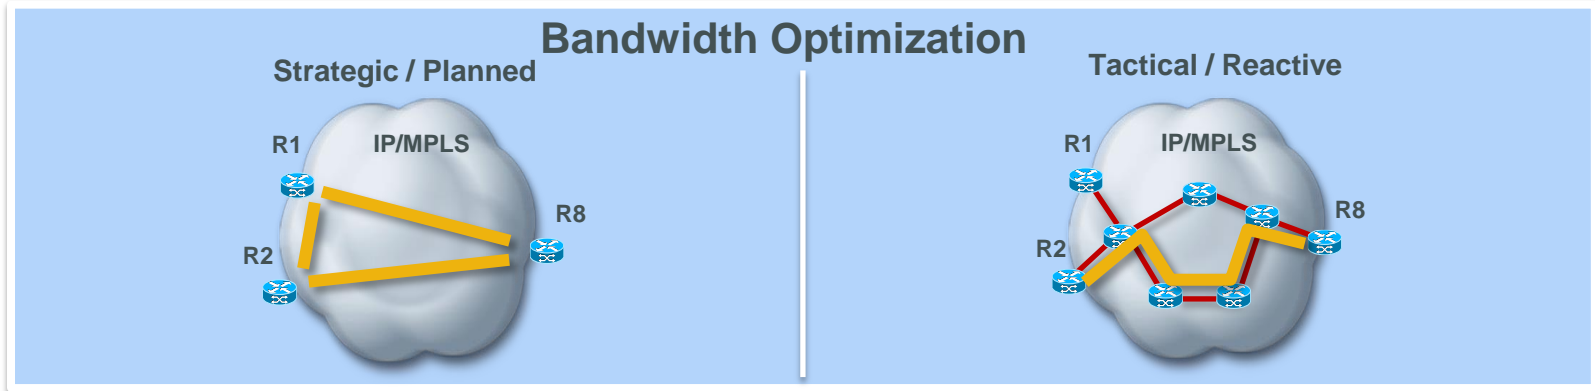 Bandwidth Optimization
Strategic / Planned
IP/MPLS
R1
R8
R2
Tactical / Reactive
IP/MPLS
R1
R8
R2